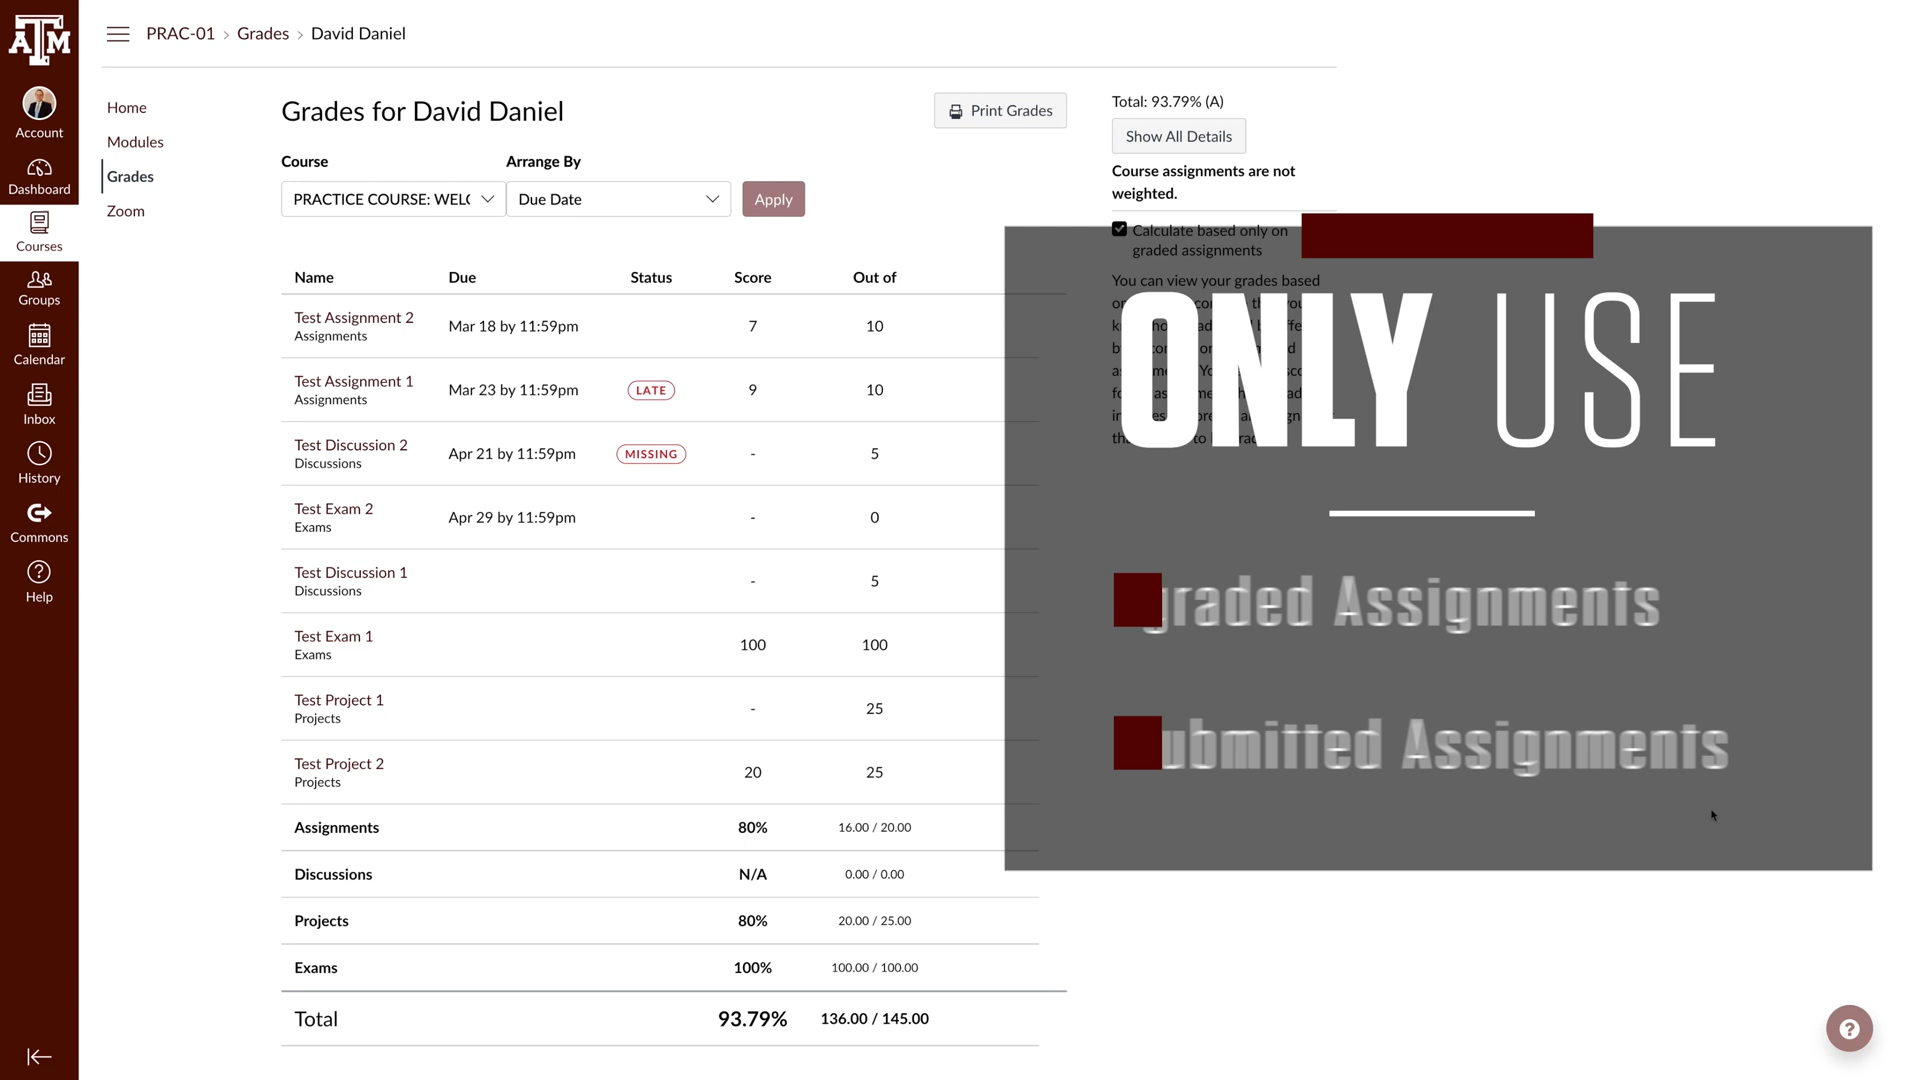 ATM
PRAC-01 > Grades > David Daniel
Account
Dashboard
Courses
Groups
Calendar
Inbox
History
Commons
Help
Home
Modules
Grades
Zoom
Grades for David Daniel
Print Grades
Course
Arrange By
PRACTICE COURSE: WELC
Due Date
Apply
Name Due Status Score Out of
Test Assignment 2 Mar 18 by 11:59pm 7 10
Assignments
Test Assignment 1 Mar 23 by 11:59pm LATE 9 10
Assignments
Test Discussion 2 Apr 21 by 11:59pm MISSING - 5
Discussions
Test Exam 2 Apr 29 by 11:59pm - 0
Exams
Test Discussion 1 - 5
Discussions
Test Exam 1 100 100
Exams
Test Project 1 - 25
Projects
Test Project 2 20 25
Projects
Assignments 80% 16.00 / 20.00
Discussions N/A 0.00 / 0.00
Projects 80% 20.00 / 25.00
Exams 100% 100.00 / 100.00
Total 93.79% 136.00 / 145.00
Total: 93.79% (A)
Show All Details
Course assignments are not
weighted.
Calculate based only on
graded assignments
You can view your grades based
ONLY USE
graded Assignments
ubmitted Assignments